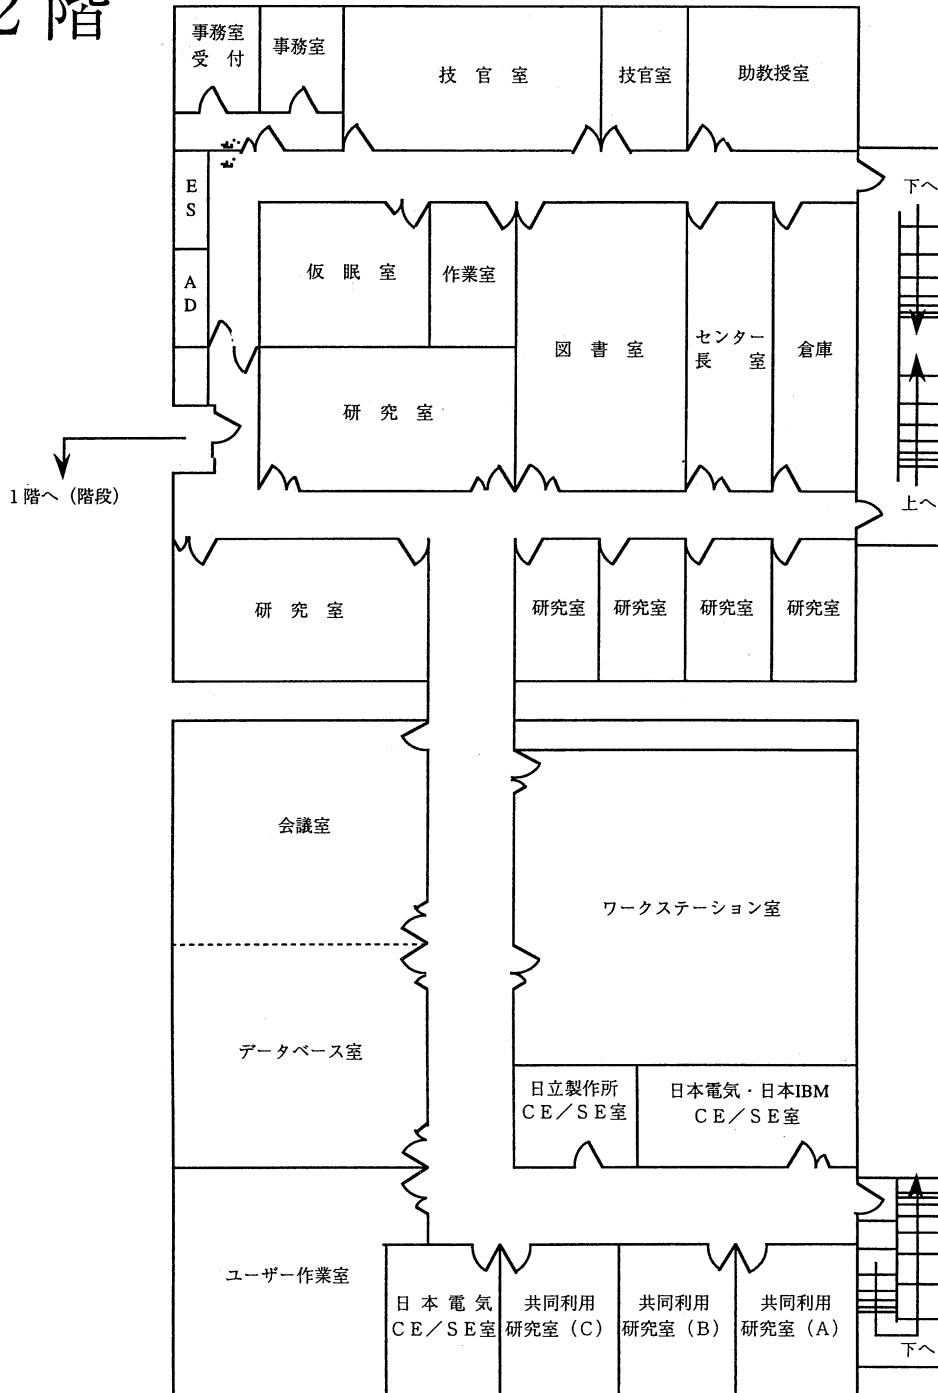 2階
事務室
受 付
事務室
技 官 室
技官室
助教授室
E
S
下へ
A
D
仮 眠 室
作業室
図 書 室
センター
長 室
倉庫
研 究 室
1階へ（階段）
上へ
研 究 室
研究室
研究室
研究室
研究室
会議室
ワークステーション室
データベース室
日立製作所
CE／SE室
日本電気・日本IBM
CE／SE室
ユーザー作業室
日 本 電 気
CE／SE室
共同利用
研究室（C）
共同利用
研究室（B）
共同利用
研究室（A）
下へ